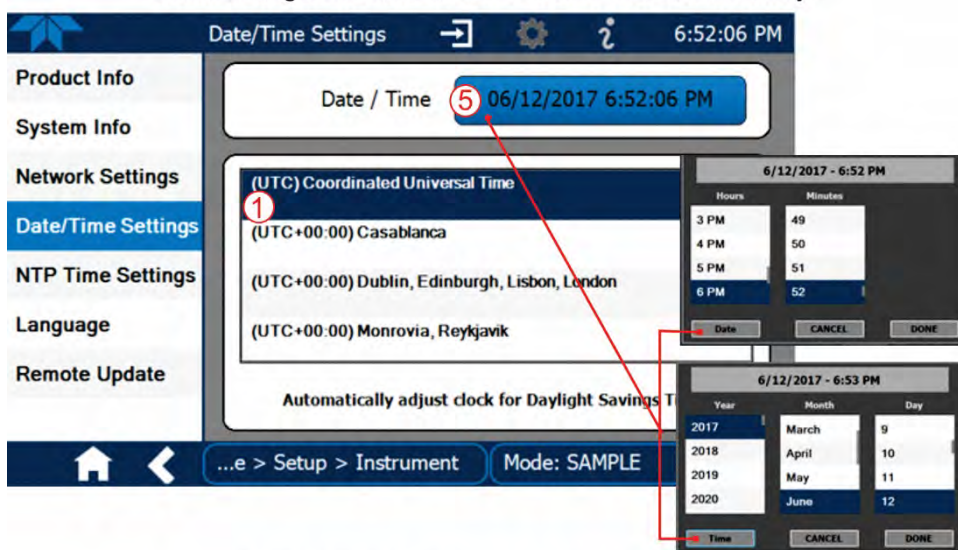 Date/Time Settings 6:52:06 PM
Product Info
System Info
Network Settings
Date/Time Settings
NTP Time Settings
Language
Remote Update
Date / Time 5 06/12/2017 6:52:06 PM
(UTC) Coordinated Universal Time
1
(UTC+00:00) Casablanca
(UTC+00:00) Dublin, Edinburgh, Lisbon, London
(UTC+00:00) Monrovia, Reykjavik
Automatically adjust clock for Daylight Savings
...e > Setup > Instrument Mode: SAMPLE
6/12/2017 - 6:52 PM
Hours Minutes
3 PM 49
4 PM 50
5 PM 51
6 PM 52
Date CANCEL DONE
6/12/2017 - 6:53 PM
Year Month Day
2017 March 9
2018 April 10
2019 May 11
2020 June 12
Time CANCEL DONE